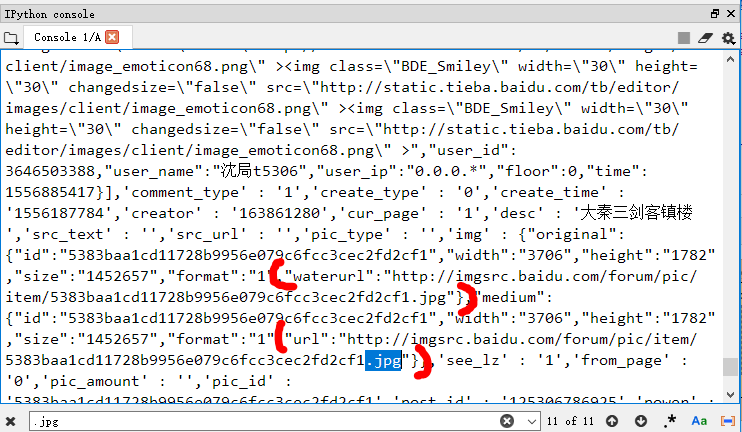 IPython console
Console 1/A
client/image_emoticon68.png\" ><img class=\"BDE_Smiley\" width=\"30\" height=
\"30\" changedsize=\"false\" src=\"http://static.tieba.baidu.com/tb/editor/
images/client/image_emoticon68.png\" ><img class=\"BDE_Smiley\" width=\"30\"
height=\"30\" changedsize=\"false\" src=\"http://static.tieba.baidu.com/tb/
editor/images/client/image_emoticon68.png\" >","user_id":
3646503388,"user_name":"沈局t5306","user_ip":"0.0.0.*","floor":0,"time":
1556885417}],'comment_type' : '1','create_type' : '0','create_time' :
'1556187784','creator' : '163861280','cur_page' : '1','desc' : '大秦三剑客镇楼
','src_text' : '','src_url' : '','pic_type' : '','img' : {"original":
{"id":"5383baa1cd11728b9956e079c6fcc3cec2fd2cf1","width":"3706","height":"1782"
,"size":"1452657","format":"1","waterurl":"http://imgsrc.baidu.com/forum/pic/
item/5383baa1cd11728b9956e079c6fcc3cec2fd2cf1.jpg"},"medium":
{"id":"5383baa1cd11728b9956e079c6fcc3cec2fd2cf1","width":"3706","height":"1782"
,"size":"1452657","format":"1","url":"http://imgsrc.baidu.com/forum/pic/item/
5383baa1cd11728b9956e079c6fcc3cec2fd2cf1.jpg"}},'see_lz' : '1','from_page' :
'0','pic_amount' : '','pic_id' :
.jpg
11 of 11
.*
Aa